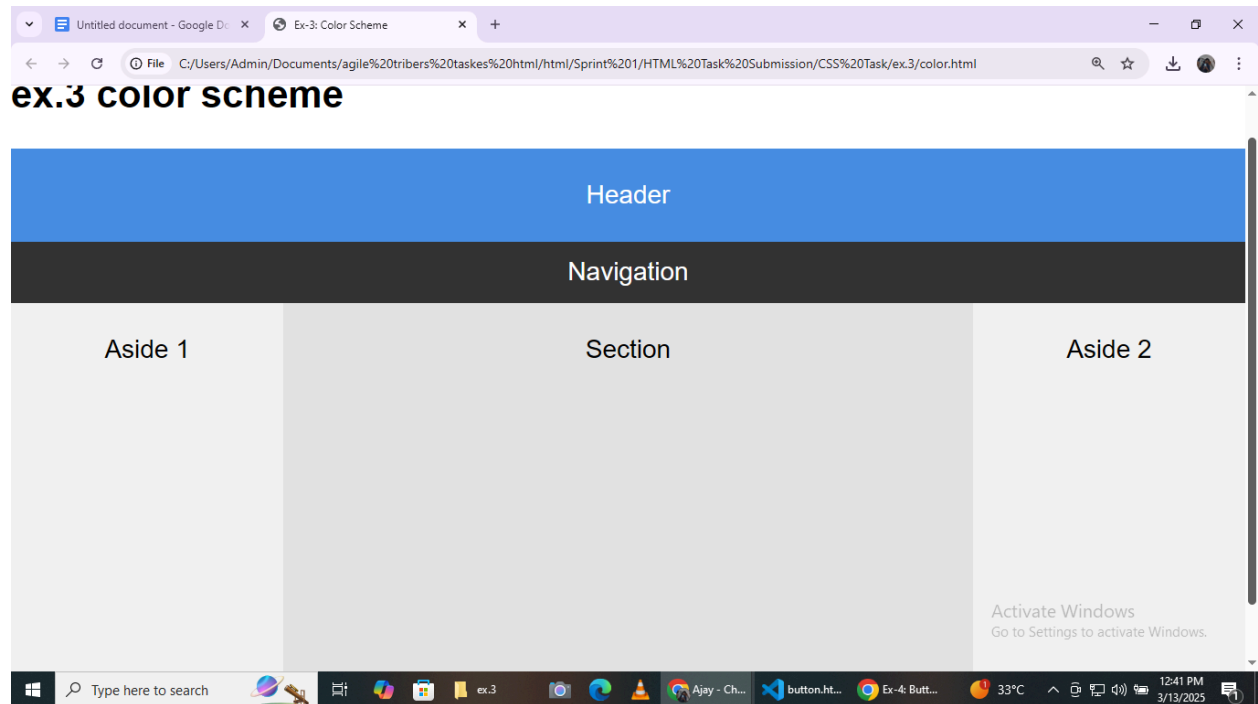 Untitled document - Google Do
Ex-3: Color Scheme
File C:/Users/Admin/Documents/agile%20tribers%20taskes%20html/html/Sprint%201/HTML%20Task%20Submission/CSS%20Task/ex.3/color.html
ex.3 color scheme
Header
Navigation
Aside 1 Section Aside 2
Activate Windows
Go to Settings to activate Windows.
Type here to search ex.3 Ajay - Ch... button.ht... Ex-4: Butt... 33°C 12:41 PM
3/13/2025